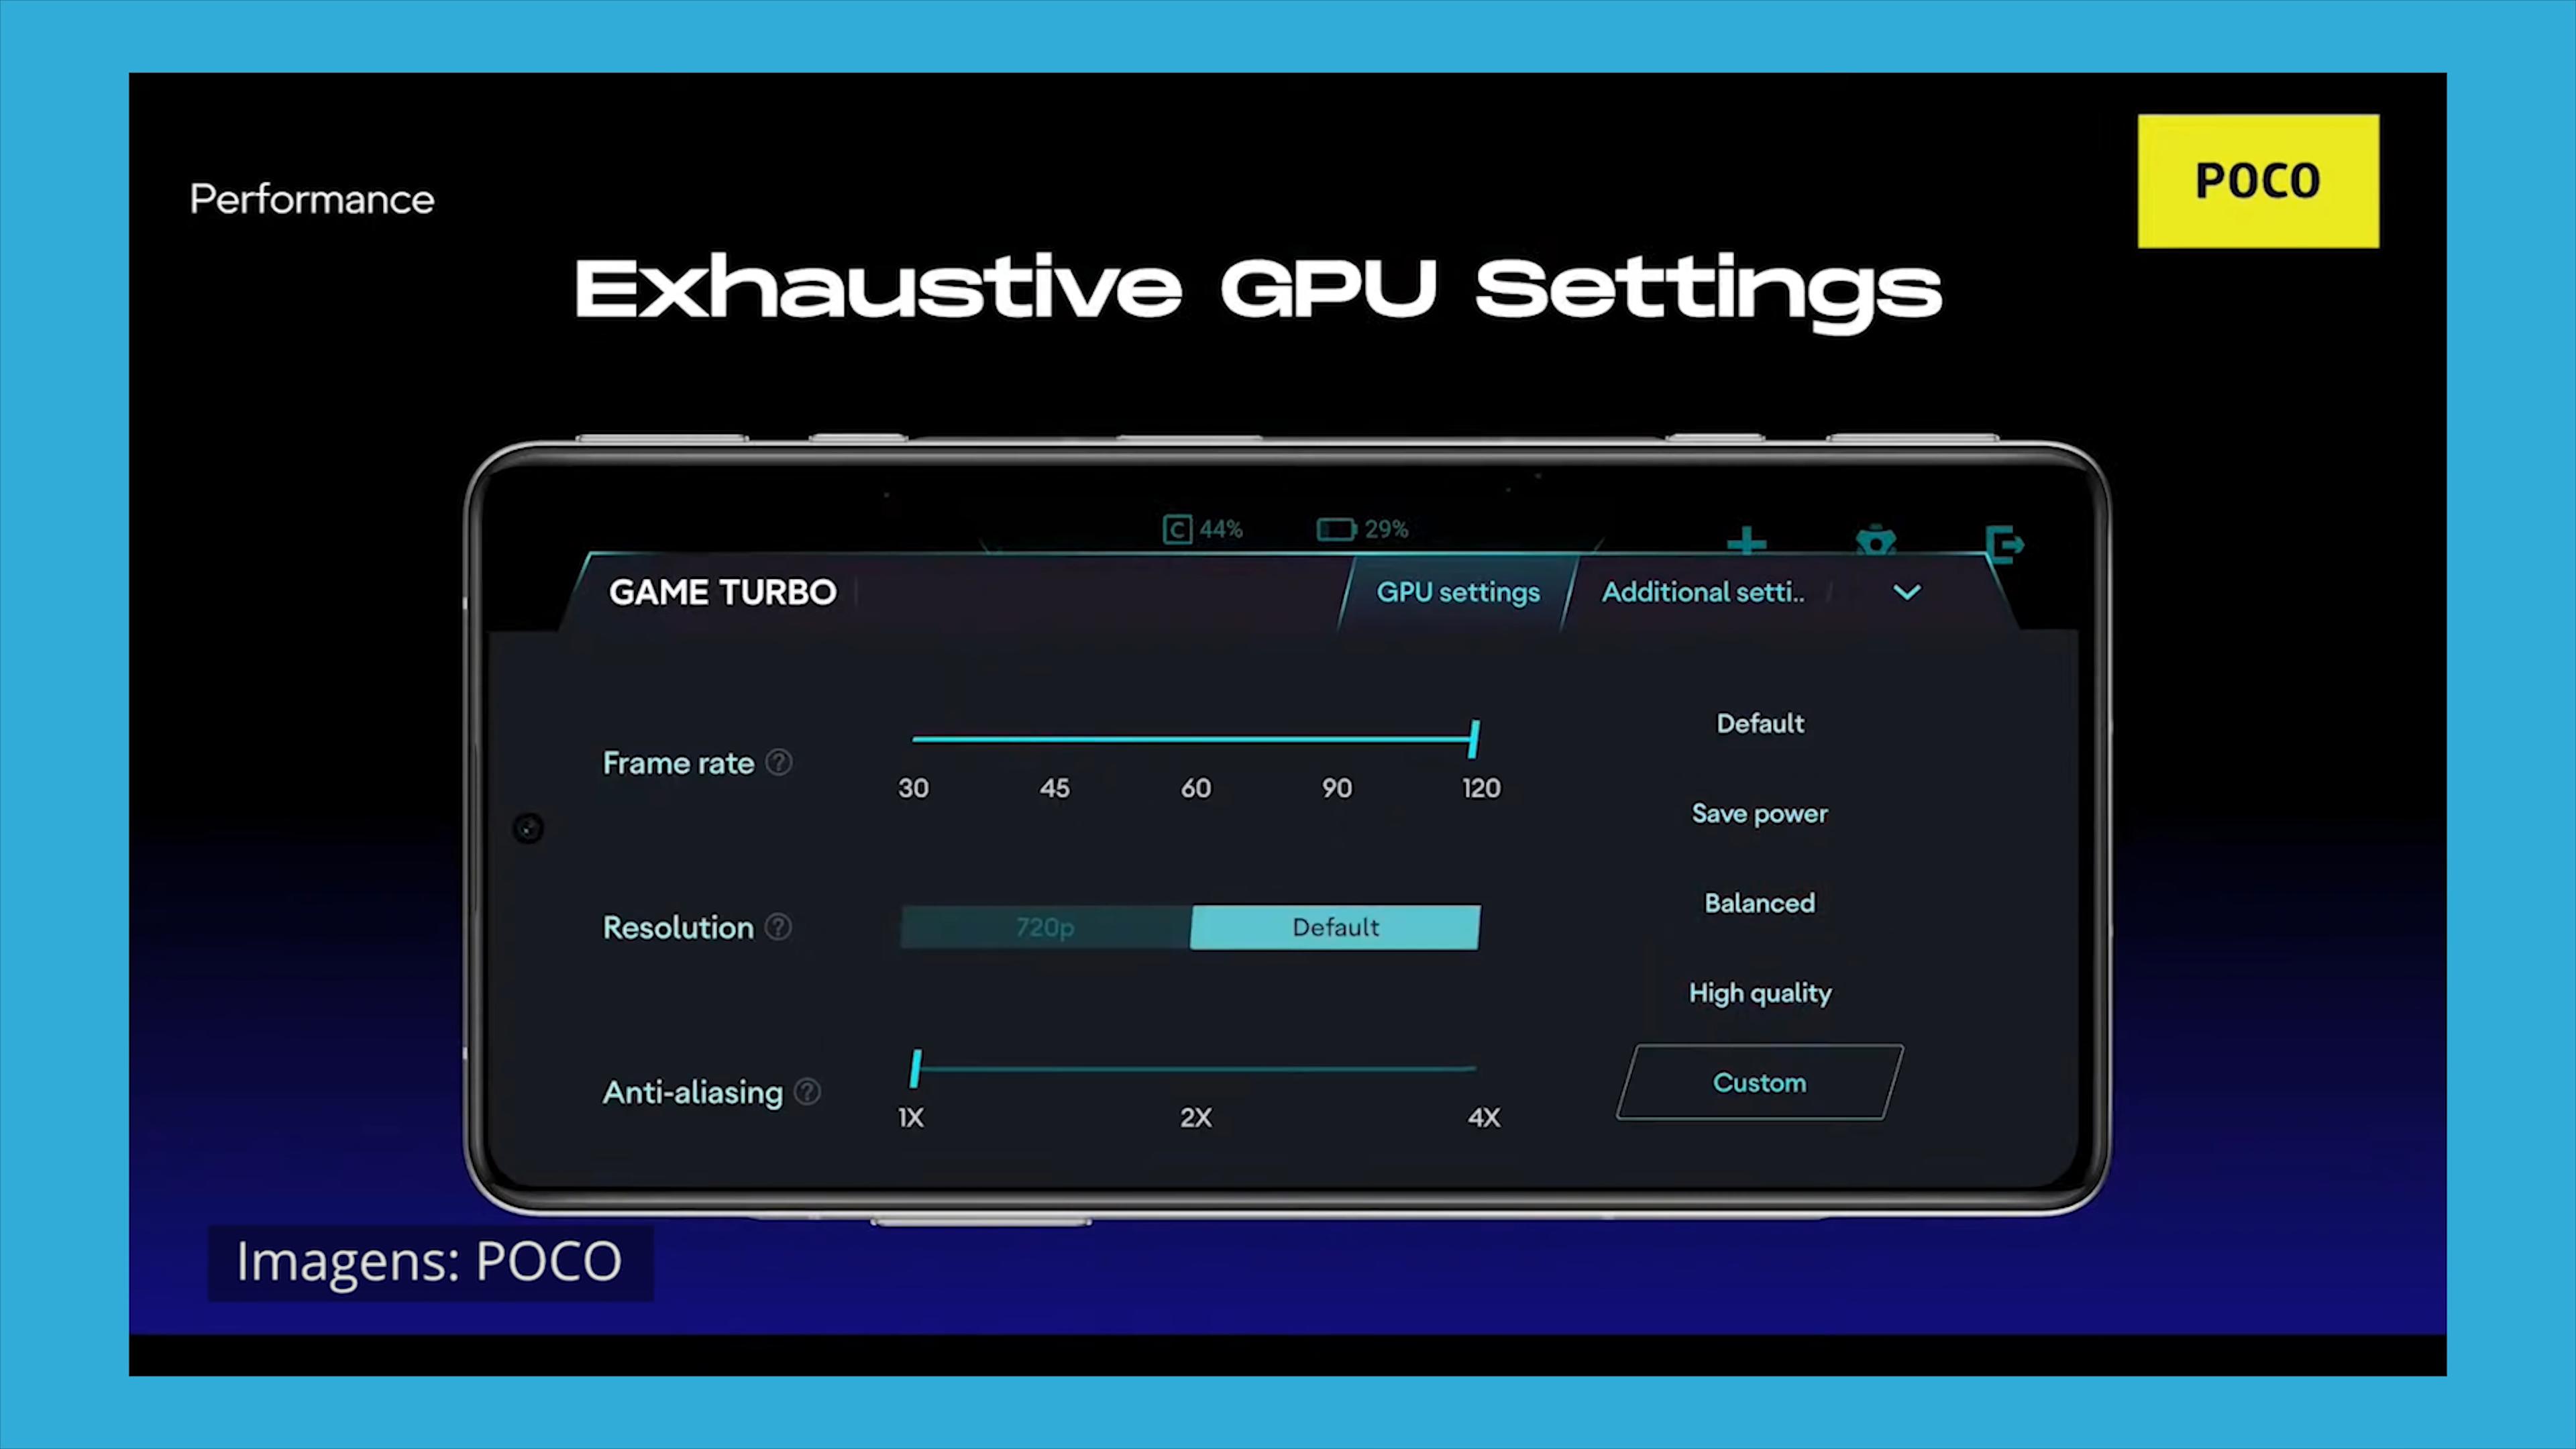 Performance
POCO
Exhaustive GPU Settings
C 44% 29%
GAME TURBO GPU settings Additional setti..
Frame rate ?
30 45 60 90 120
Resolution ?
720p Default
Anti-aliasing ?
1X 2X 4X
Default
Save power
Balanced
High quality
Custom
Imagens: POCO